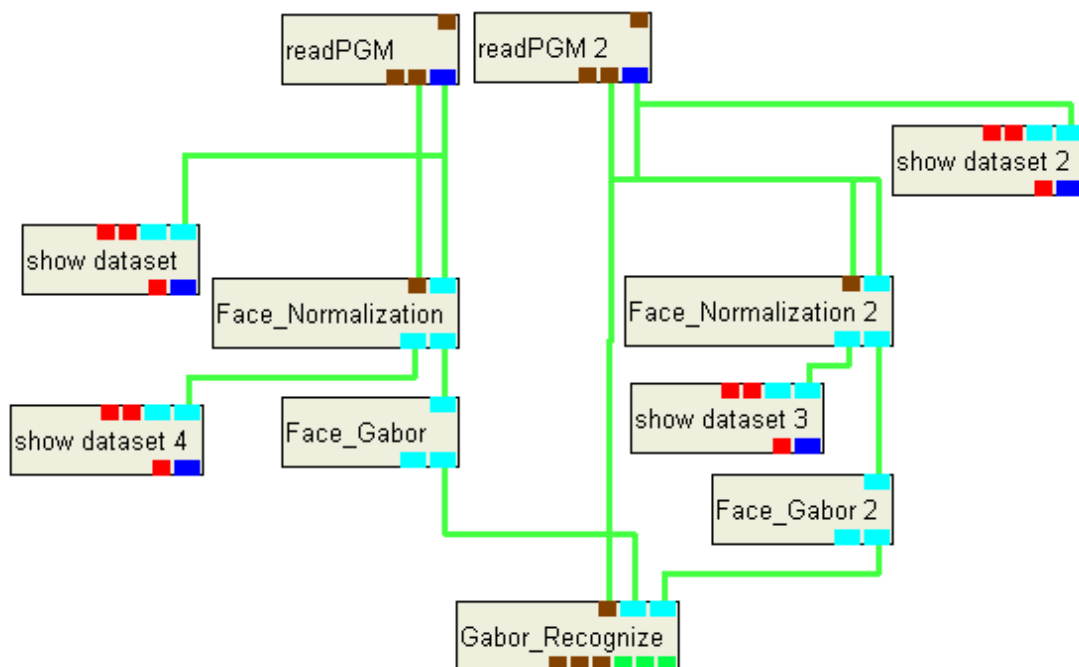 readPGM
readPGM 2
show dataset 2
show dataset
Face_Normalization
Face_Normalization 2
show dataset 4
Face_Gabor
show dataset 3
Face_Gabor 2
Gabor_Recognize